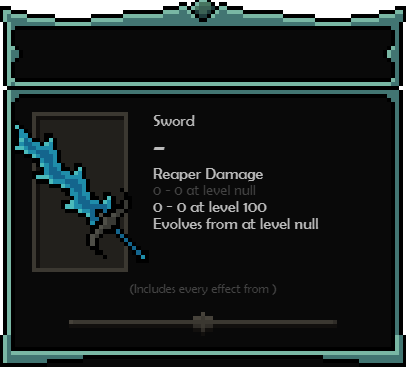 Sword
–
Reaper Damage
0 - 0 at level null
0 - 0 at level 100
Evolves from at level null
(Includes every effect from )